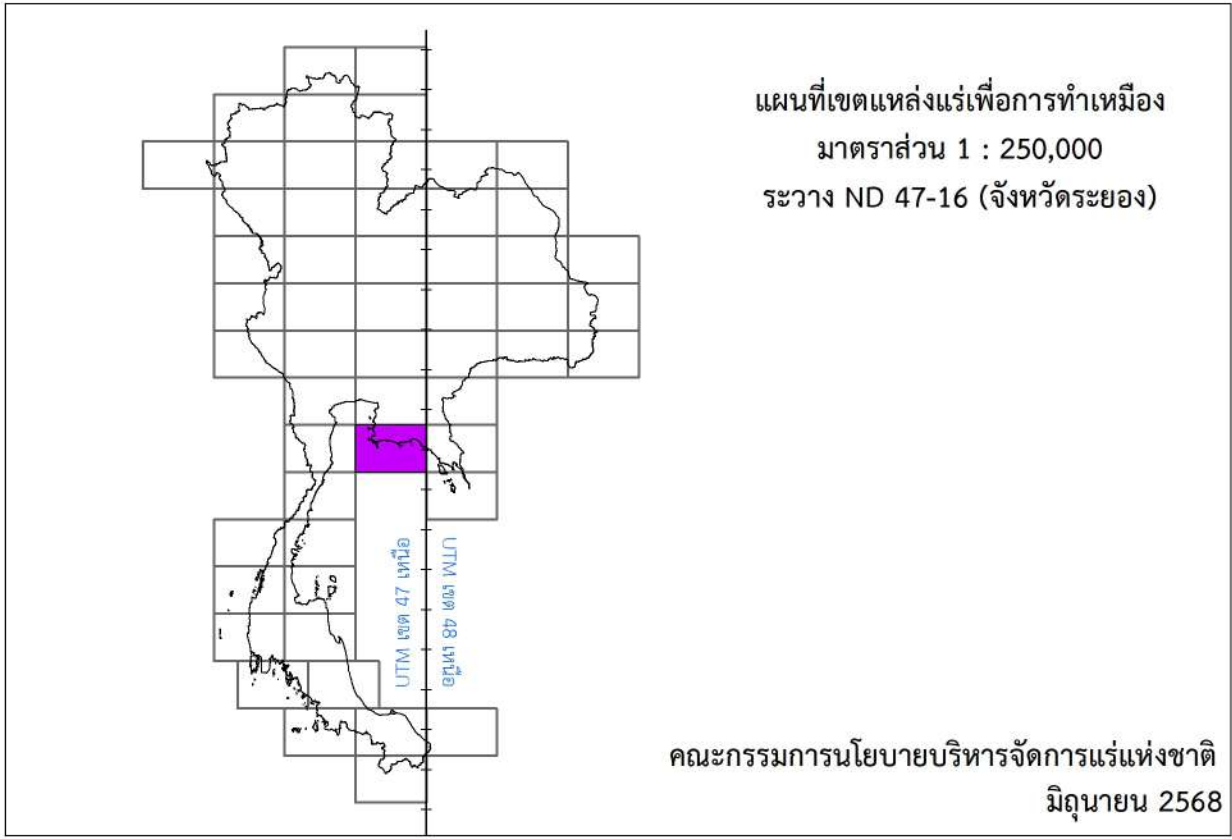 แผนที่เขตแหล่งแร่เพื่อการทำเหมือง
มาตราส่วน 1 : 250,000
ระวาง ND 47-16 (จังหวัดระยอง)
UTM เขต 47 เหนือ
UTM เขต 48 เหนือ
คณะกรรมการนโยบายบริหารจัดการแร่แห่งชาติ
มิถุนายน 2568